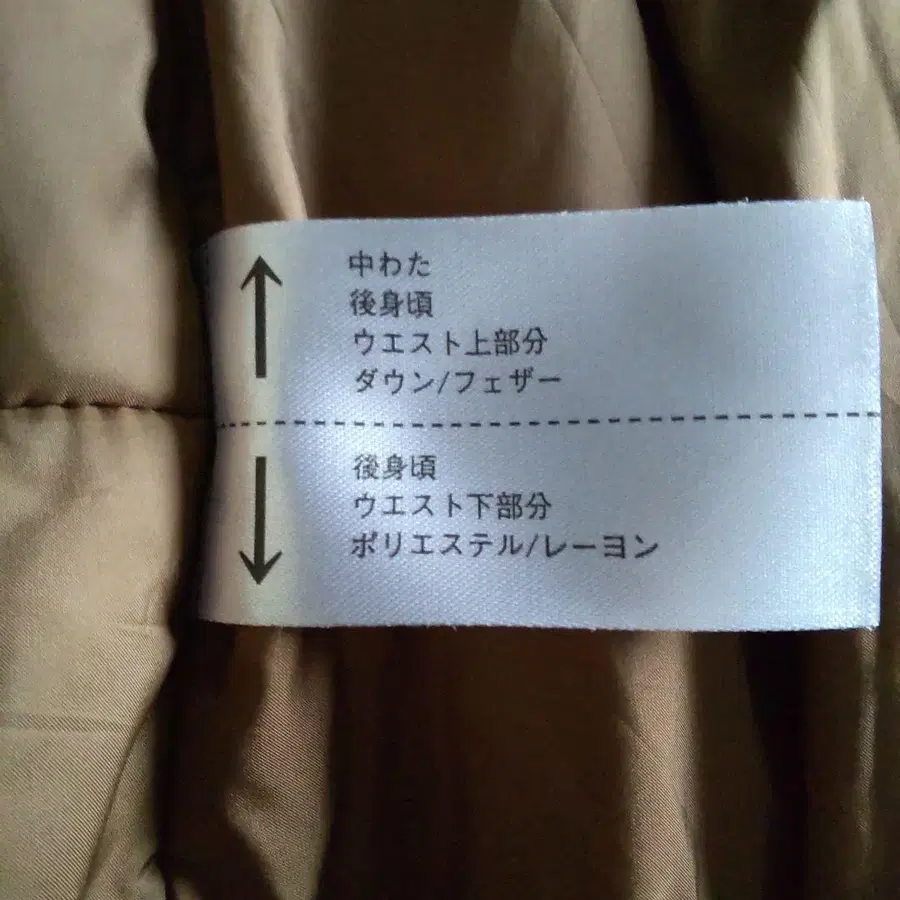 中わた
後身頃
ウエスト上部分
ダウン/フェザー
後身頃
ウエスト下部分
ポリエステル/レーヨン